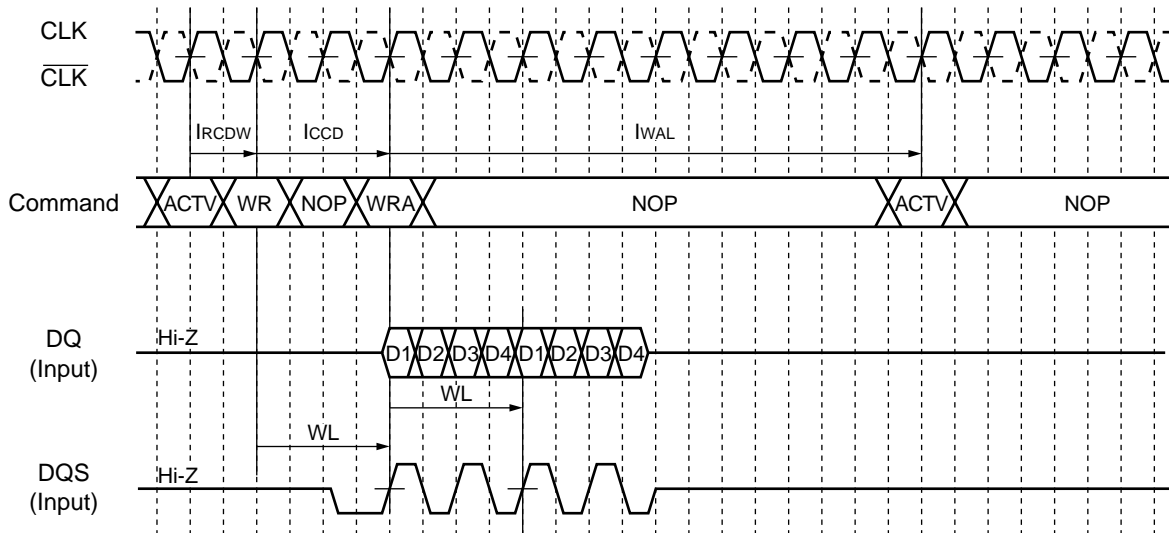 CLK
CLK
IRCDW ICCD IWAL
Command ACTV WR NOP WRA NOP ACTV NOP
DQ
(Input)
Hi-Z
D1 D2 D3 D4 D1 D2 D3 D4
WL
WL
DQS
(Input)
Hi-Z